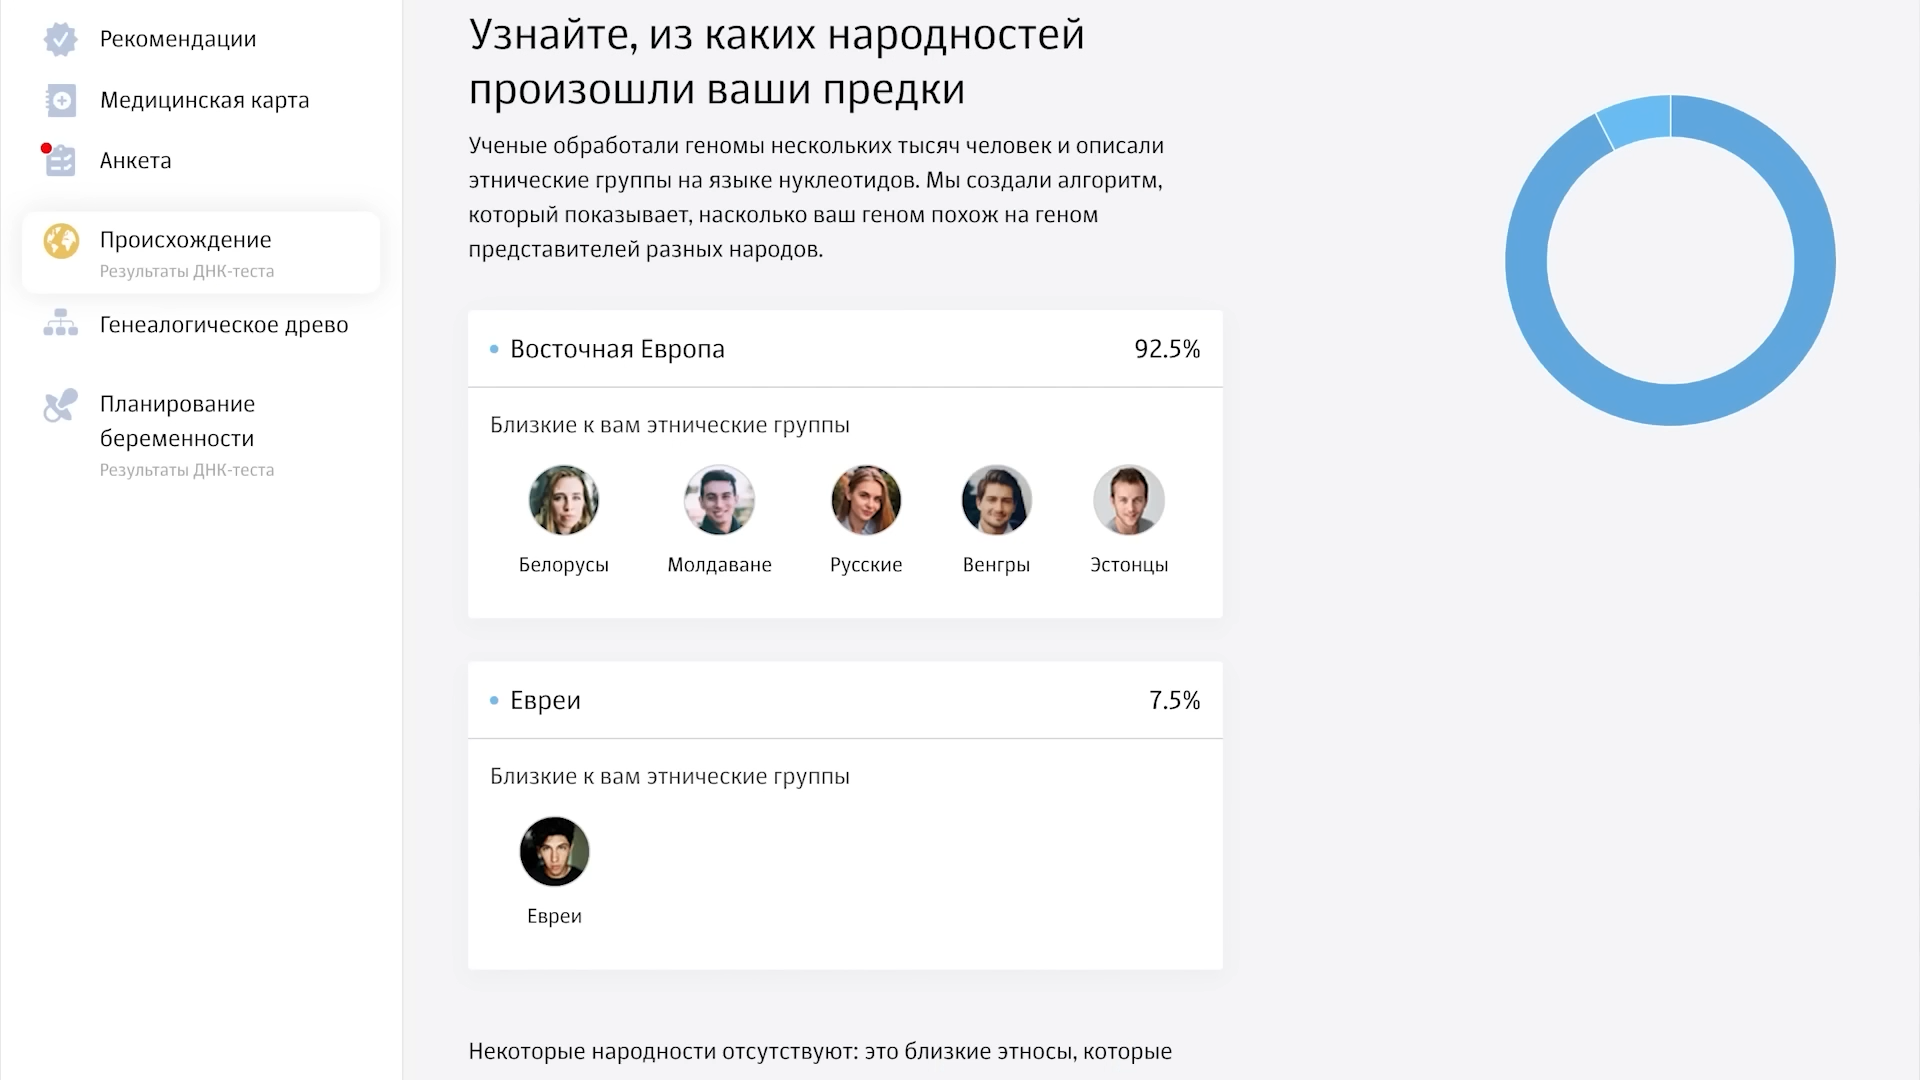 Рекомендации
Медицинская карта
Анкета
Происхождение
Результаты ДНК-теста
Генеалогическое древо
Планирование
беременности
Результаты ДНК-теста
Узнайте, из каких народностей
произошли ваши предки
Ученые обработали геномы нескольких тысяч человек и описали
этнические группы на языке нуклеотидов. Мы создали алгоритм,
который показывает, насколько ваш геном похож на геном
представителей разных народов.
Восточная Европа 92.5%
Близкие к вам этнические группы
Белорусы Молдаване Русские Венгры Эстонцы
Евреи 7.5%
Близкие к вам этнические группы
Евреи
Некоторые народности отсутствуют: это близкие этносы, которые